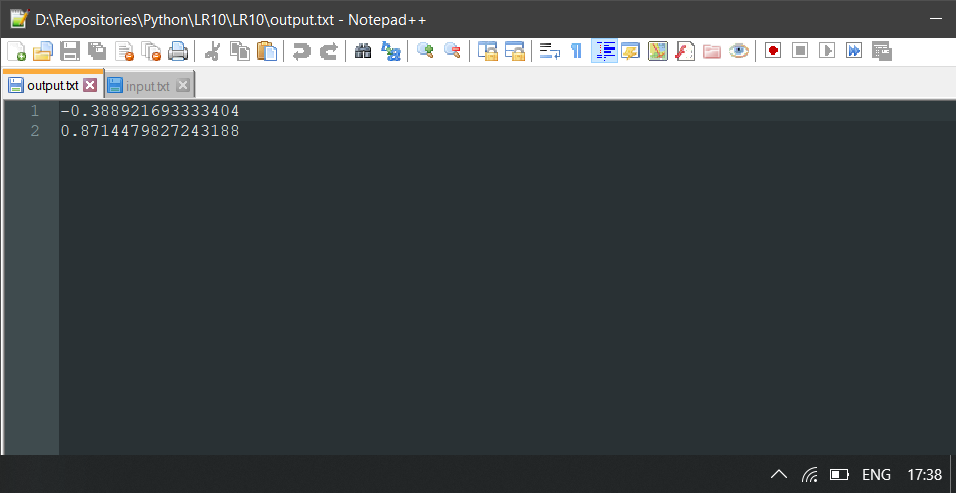 D:\Repositories\Python\LR10\LR10\output.txt - Notepad++
output.txt input.txt
1 -0.388921693333404
2 0.8714479827243188
ENG 17:38